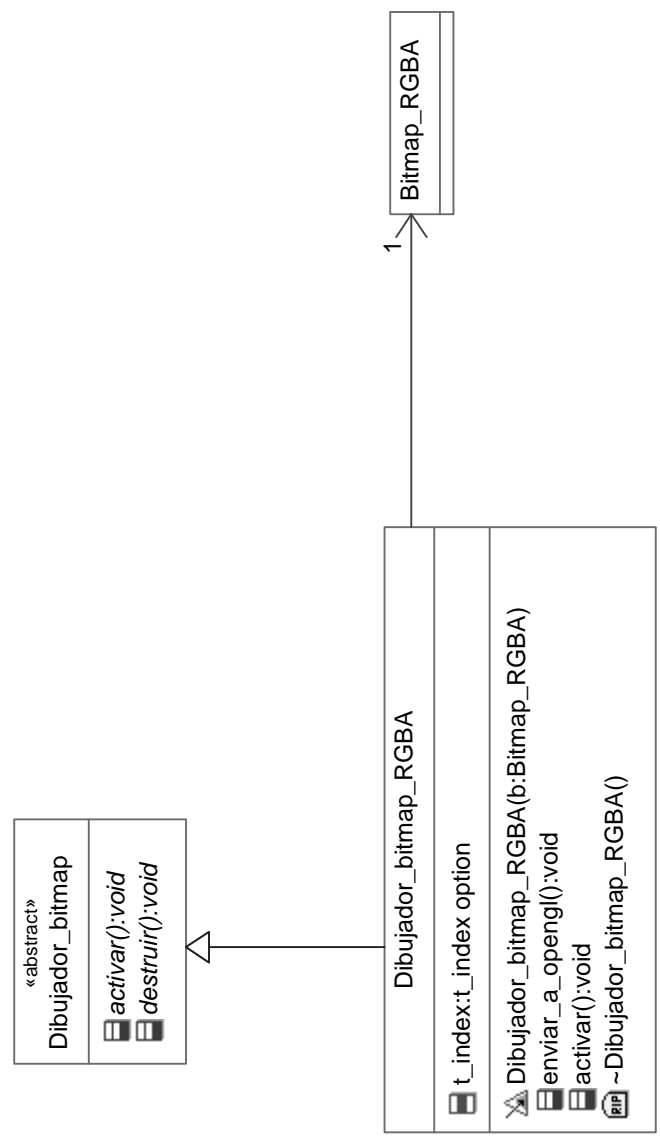 «abstract»
Dibujador_bitmap
activar():void
destruir():void
Dibujador_bitmap_RGBA
t_index:t_index option
Dibujador_bitmap_RGBA(b:Bitmap_RGBA)
enviar_a_opengl():void
activar():void
RIP
~Dibujador_bitmap_RGBA()
1
Bitmap_RGBA